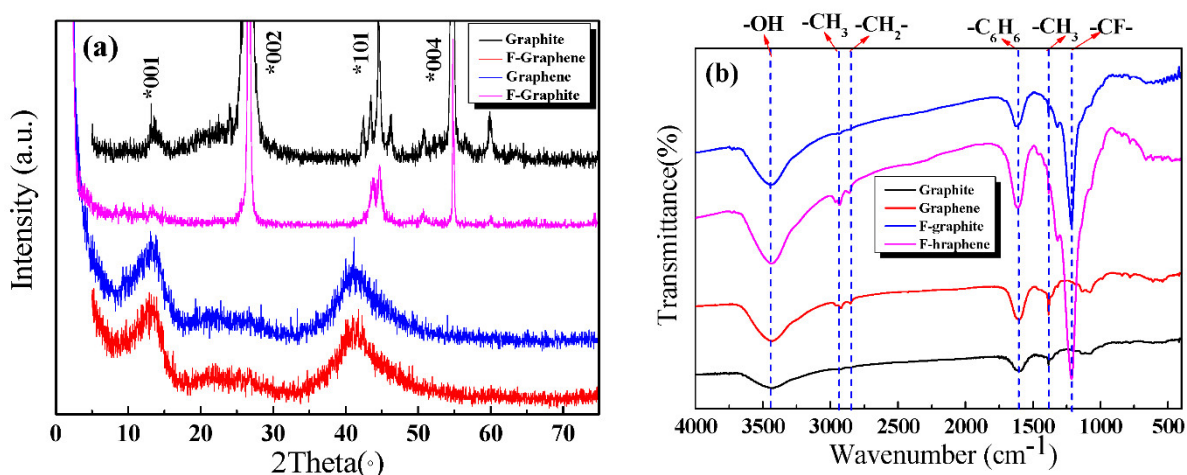 (a)
*001
*002
*101
*004
Graphite
F-Graphene
Graphene
F-Graphite
Intensity (a.u.)
0 10 20 30 40 50 60 70
2Theta(◦)
-OH -CH3 -CH2- -C6H6 -CH3 -CF-
(b)
Graphite
Graphene
F-graphite
F-hraphene
Transmittance(%)
4000 3500 3000 2500 2000 1500 1000 500
Wavenumber (cm-1)